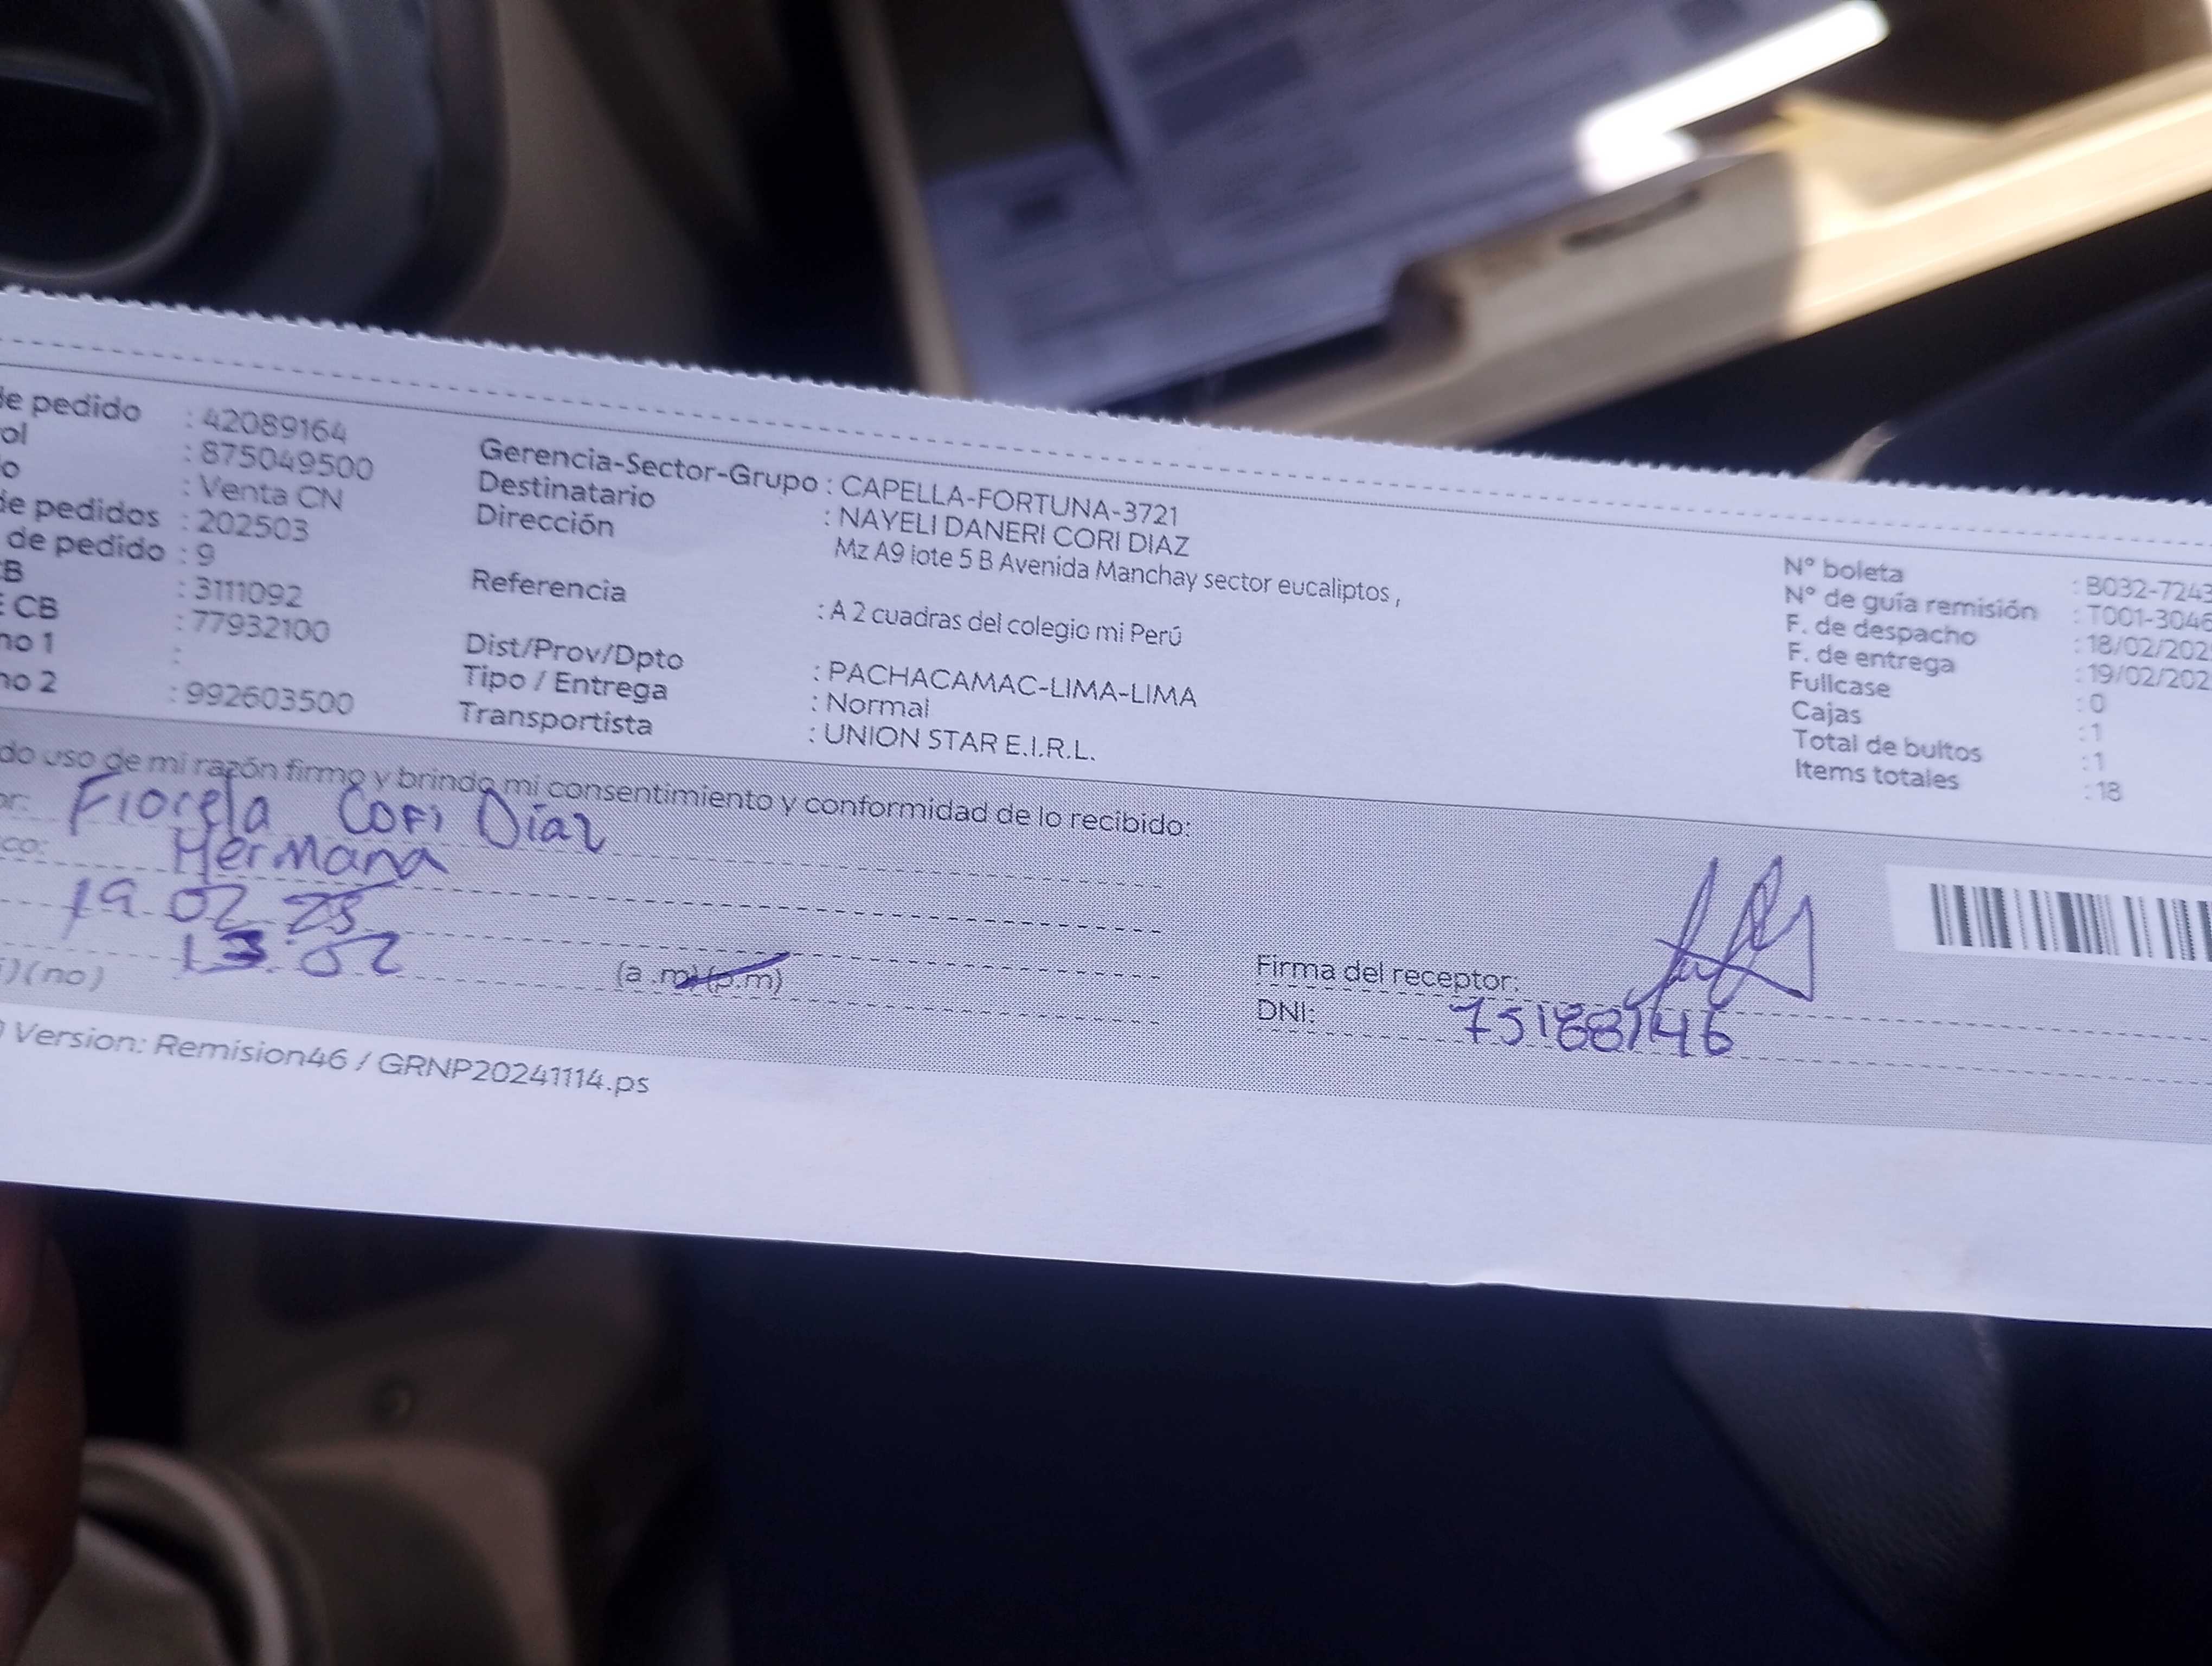 de pedido : 42089164
ol : 875049500
o : Venta CN
de pedidos : 202503
de pedido : 9
CB : 3111092
E CB : 77932100
no 1 :
no 2 : 992603500
Gerencia-Sector-Grupo : CAPELLA-FORTUNA-3721
Destinatario : NAYELI DANERI CORI DIAZ
Dirección Mz A9 lote 5 B Avenida Manchay sector eucaliptos ,
Referencia : A 2 cuadras del colegio mi Perú
Dist/Prov/Dpto : PACHACAMAC-LIMA-LIMA
Tipo / Entrega : Normal
Transportista : UNION STAR E.I.R.L.
N° boleta : B032-7243
N° de guía remisión : T001-3046
F. de despacho : 18/02/202
F. de entrega : 19/02/202
Fullcase : 0
Cajas : 1
Total de bultos : 1
Items totales : 18
do uso de mi razón firmo y brindo mi consentimiento y conformidad de lo recibido:
or: Fiorela Cori Díaz
co: Hermana
19 02 25
13.02 (a .m) (p.m)
i) (no)
Firma del receptor:
DNI:
) Version: Remision46 / GRNP20241114.ps